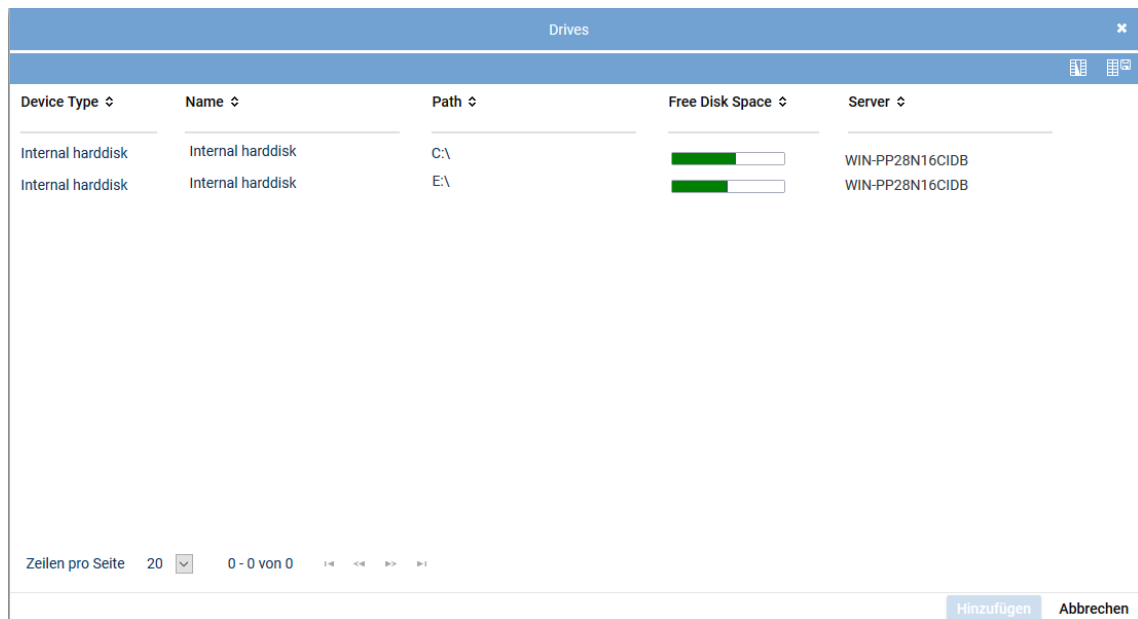 Drives
Device Type Name Path Free Disk Space Server
Internal harddisk Internal harddisk C:\ WIN-PP28N16CIDB
Internal harddisk Internal harddisk E:\ WIN-PP28N16CIDB
Zeilen pro Seite 20 0 - 0 von 0
Hinzufügen Abbrechen